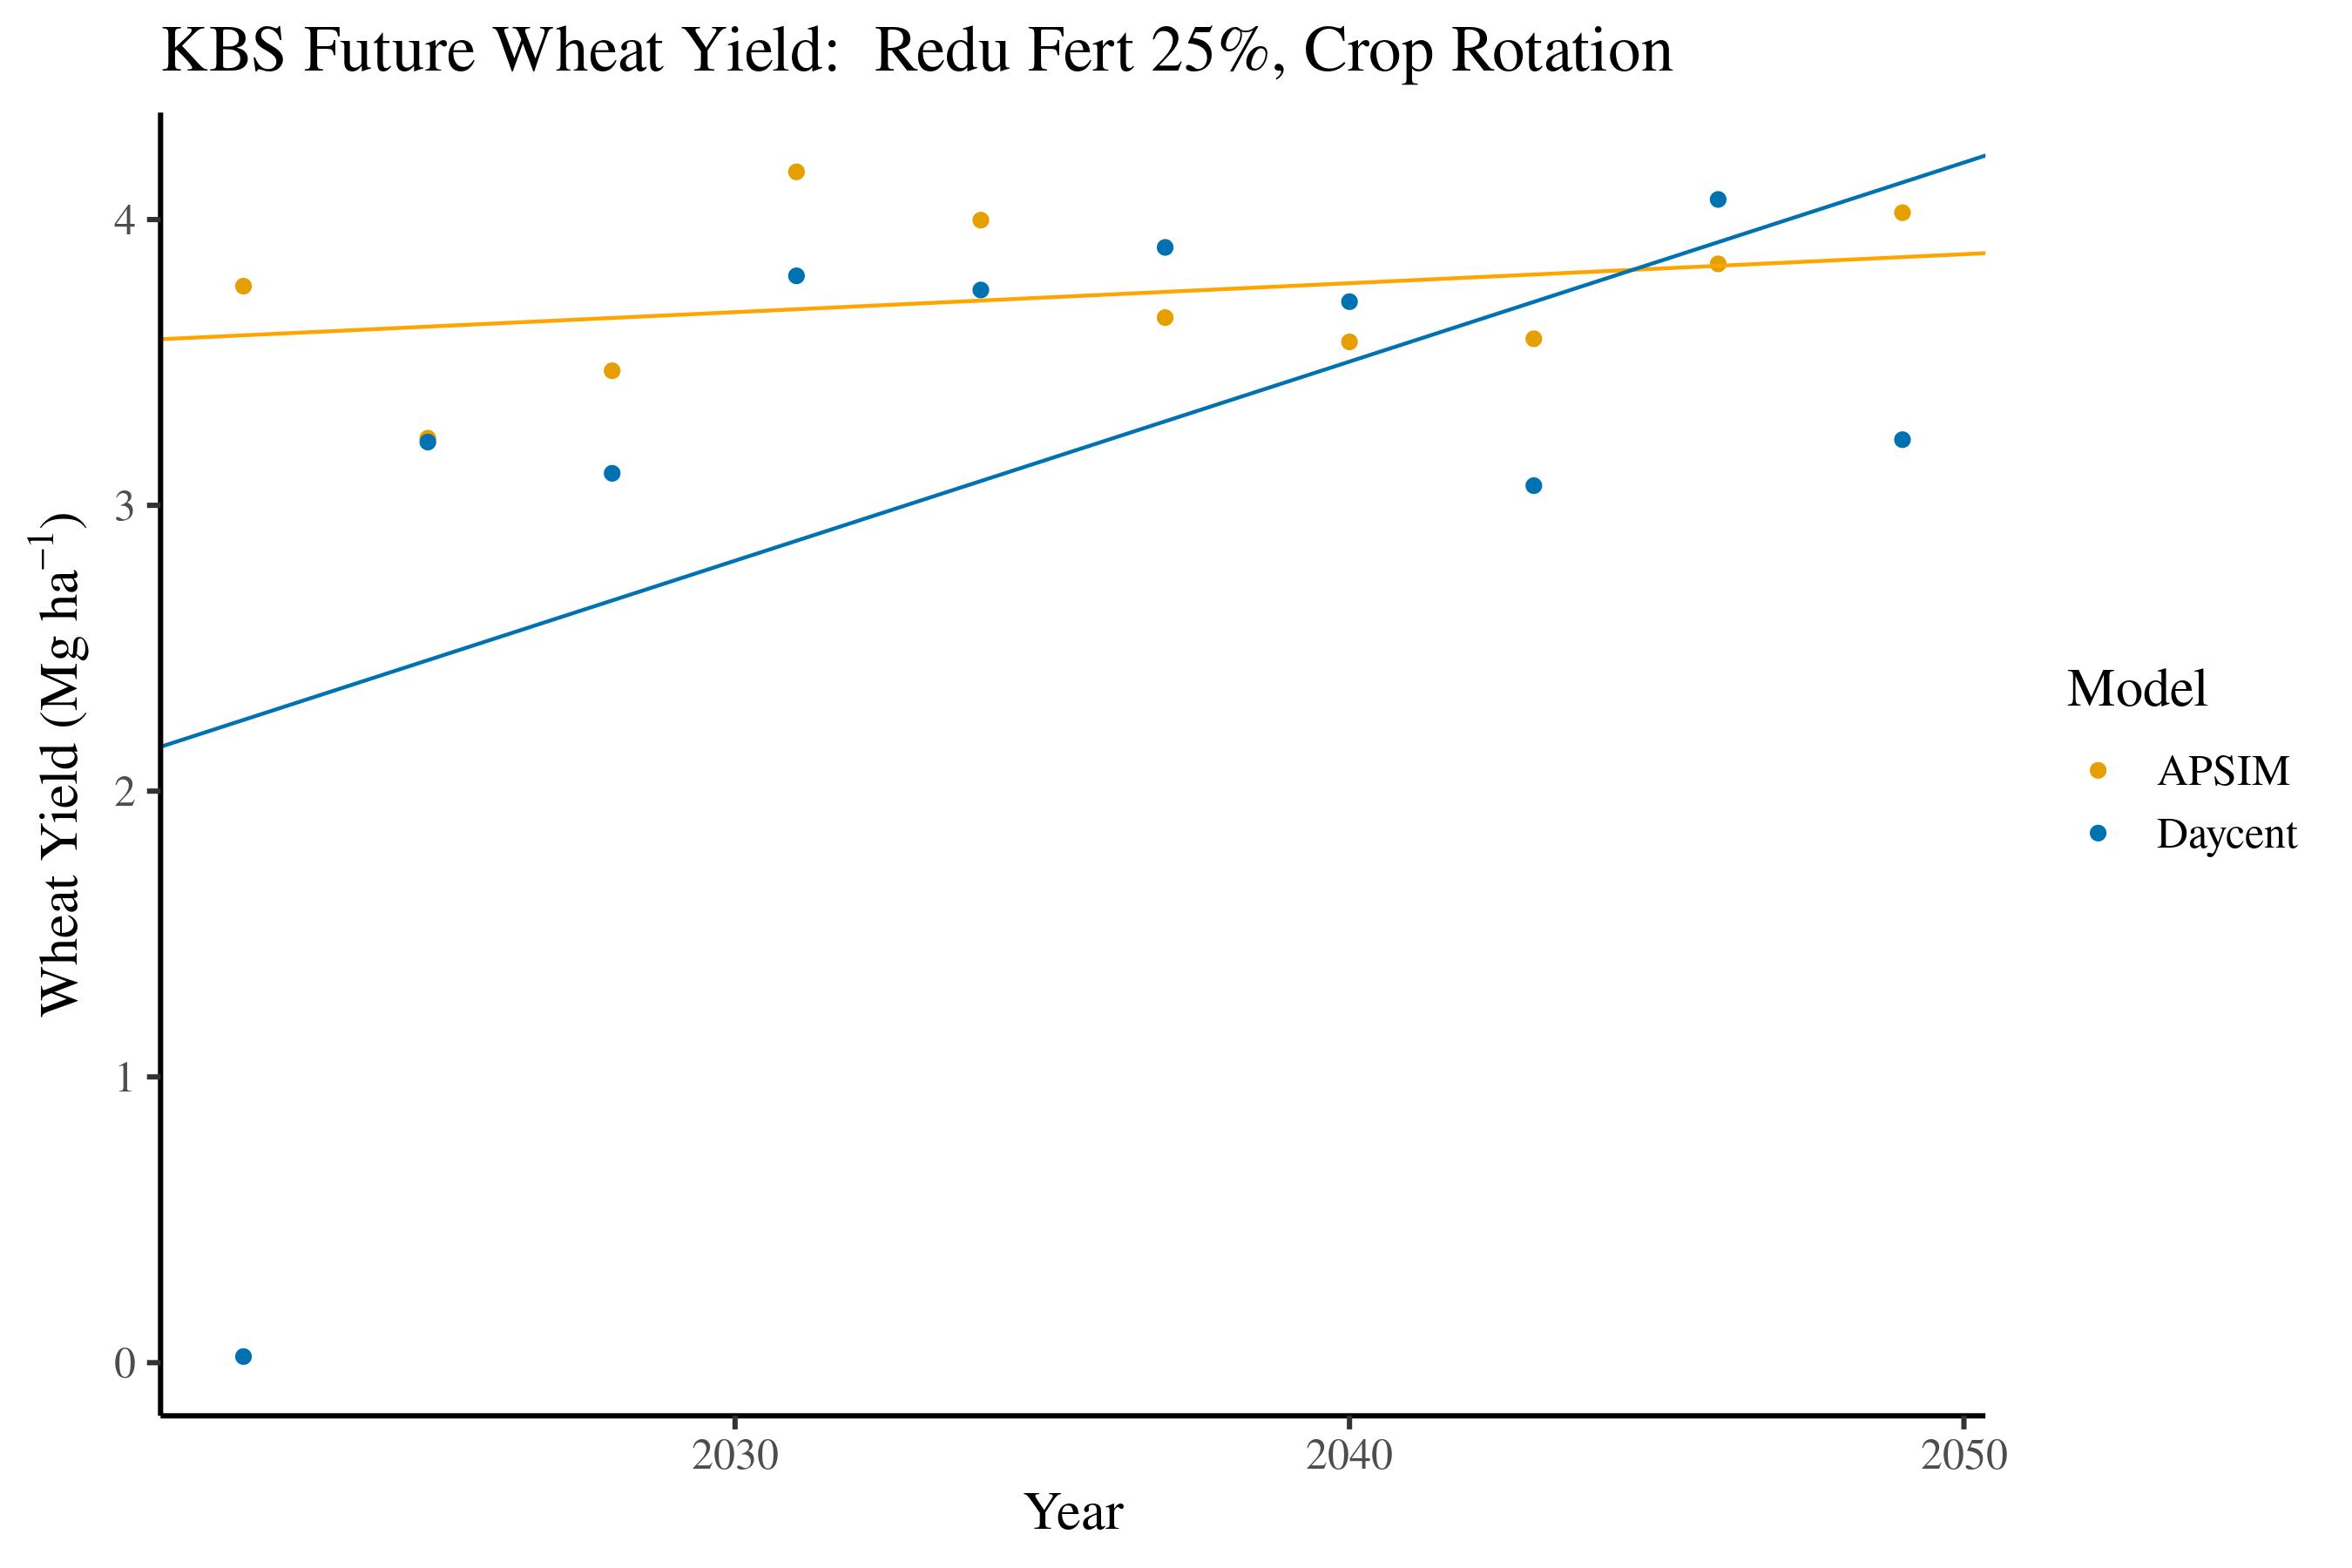 KBS Future Wheat Yield:  Redu Fert 25%, Crop Rotation
Wheat Yield (Mg ha⁻¹)
4
3
2
1
0
2030 2040 2050
Year
Model
APSIM
Daycent